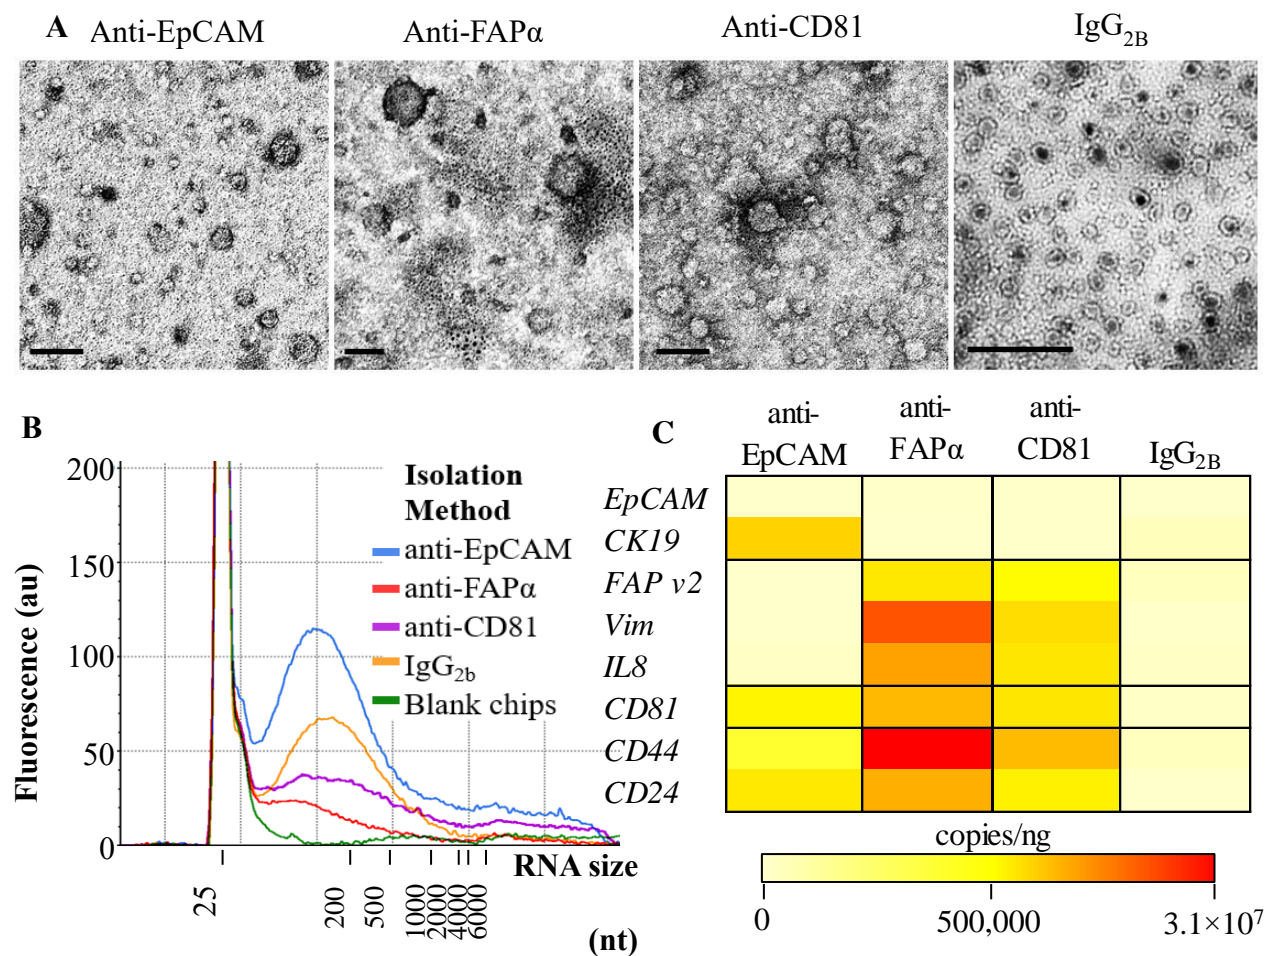 A
Anti-EpCAM
Anti-FAPα
Anti-CD81
IgG2B
B
200
150
100
50
0
Fluorescence (au)
Isolation
Method
anti-EpCAM
anti-FAPα
anti-CD81
IgG2b
Blank chips
RNA size
25
200
500
1000
2000
4000
6000
(nt)
C
anti-
EpCAM
anti-
FAPα
anti-
CD81
IgG2B
EpCAM
CK19
FAP v2
Vim
IL8
CD81
CD44
CD24
copies/ng
0
500,000
3.1×10⁷